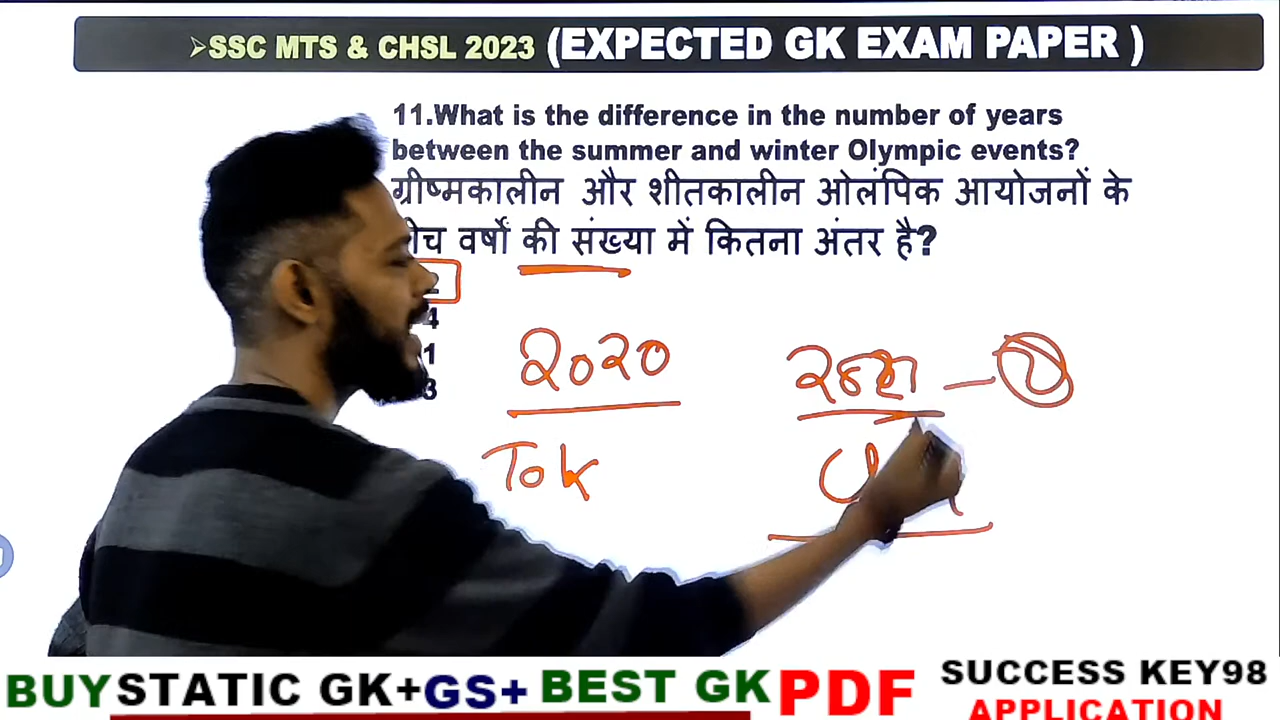 ➢SSC MTS & CHSL 2023 (EXPECTED GK EXAM PAPER )
11.What is the difference in the number of years
between the summer and winter Olympic events?
ग्रीष्मकालीन और शीतकालीन ओलंपिक आयोजनों के
वर्षों की संख्या में कितना अंतर है?
2
4
1
3
2020
Tok
BUY STATIC GK+GS+ BEST GK PDF
SUCCESS KEY98
APPLICATION